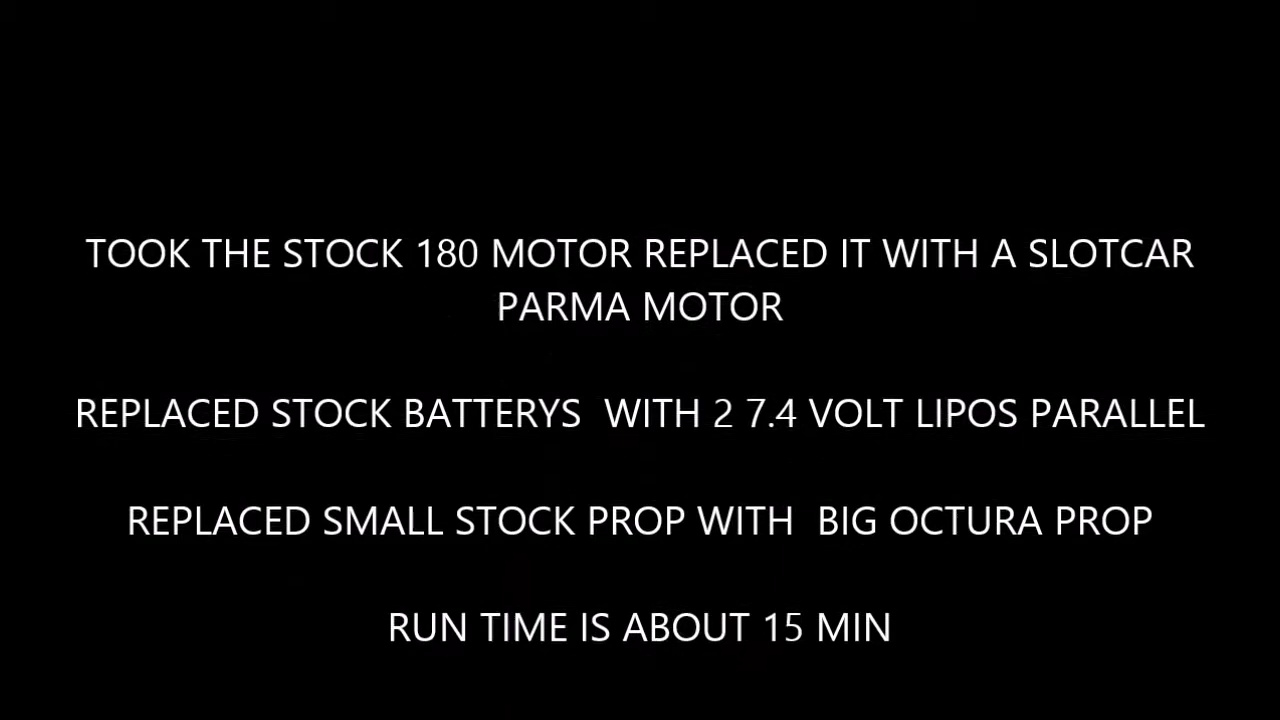 TOOK THE STOCK 180 MOTOR REPLACED IT WITH A SLOTCAR
PARMA MOTOR
REPLACED STOCK BATTERYS  WITH 2 7.4 VOLT LIPOS PARALLEL
REPLACED SMALL STOCK PROP WITH  BIG OCTURA PROP
RUN TIME IS ABOUT 15 MIN